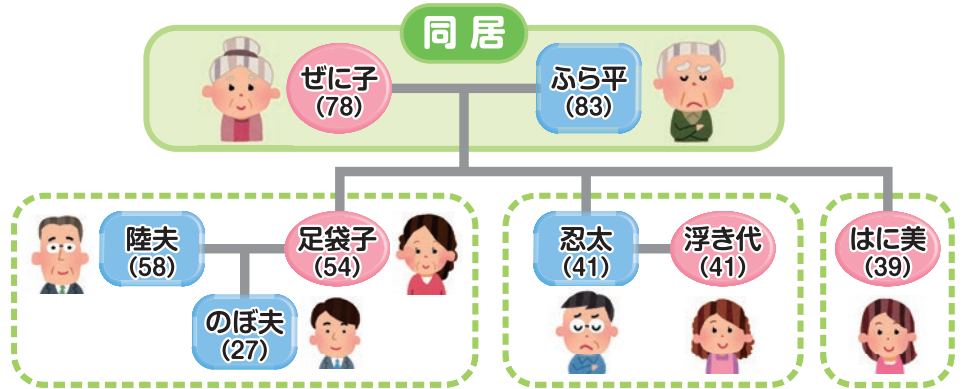 同居
ぜに子
(78)
ふら平
(83)
陸夫
(58)
足袋子
(54)
のぼ夫
(27)
忍太
(41)
浮き代
(41)
はに美
(39)